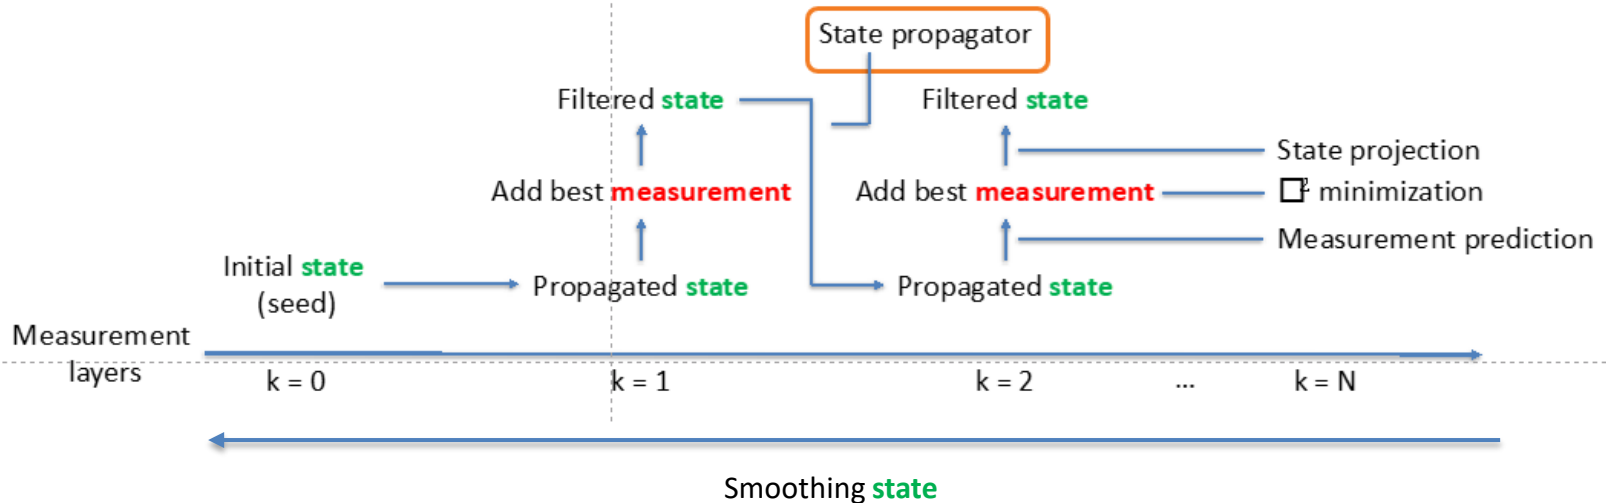 State propagator
Filtered state
Filtered state
State projection
Add best measurement
Add best measurement
² minimization
Measurement prediction
Initial state
(seed)
Propagated state
Propagated state
Measurement
layers
k = 0
k = 1
k = 2
...
k = N
Smoothing state